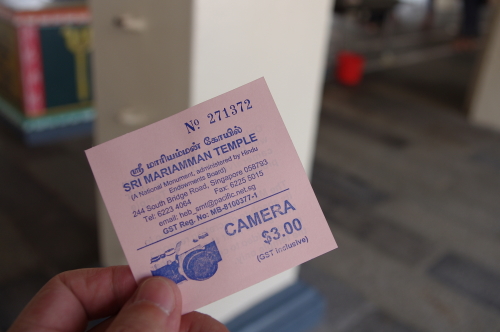 No 271372
ஸ்ரீ மாரியம்மன் கோயில்
SRI MARIAMMAN TEMPLE
(A National Monument, administered by Hindu
Endowments Board)
244 South Bridge Road, Singapore 058793
Tel: 6223 4064 Fax: 6225 5015
email: heb_smt@pacific.net.sg
GST Reg. No: MB-8100377-1
CAMERA
$3.00
(GST Inclusive)